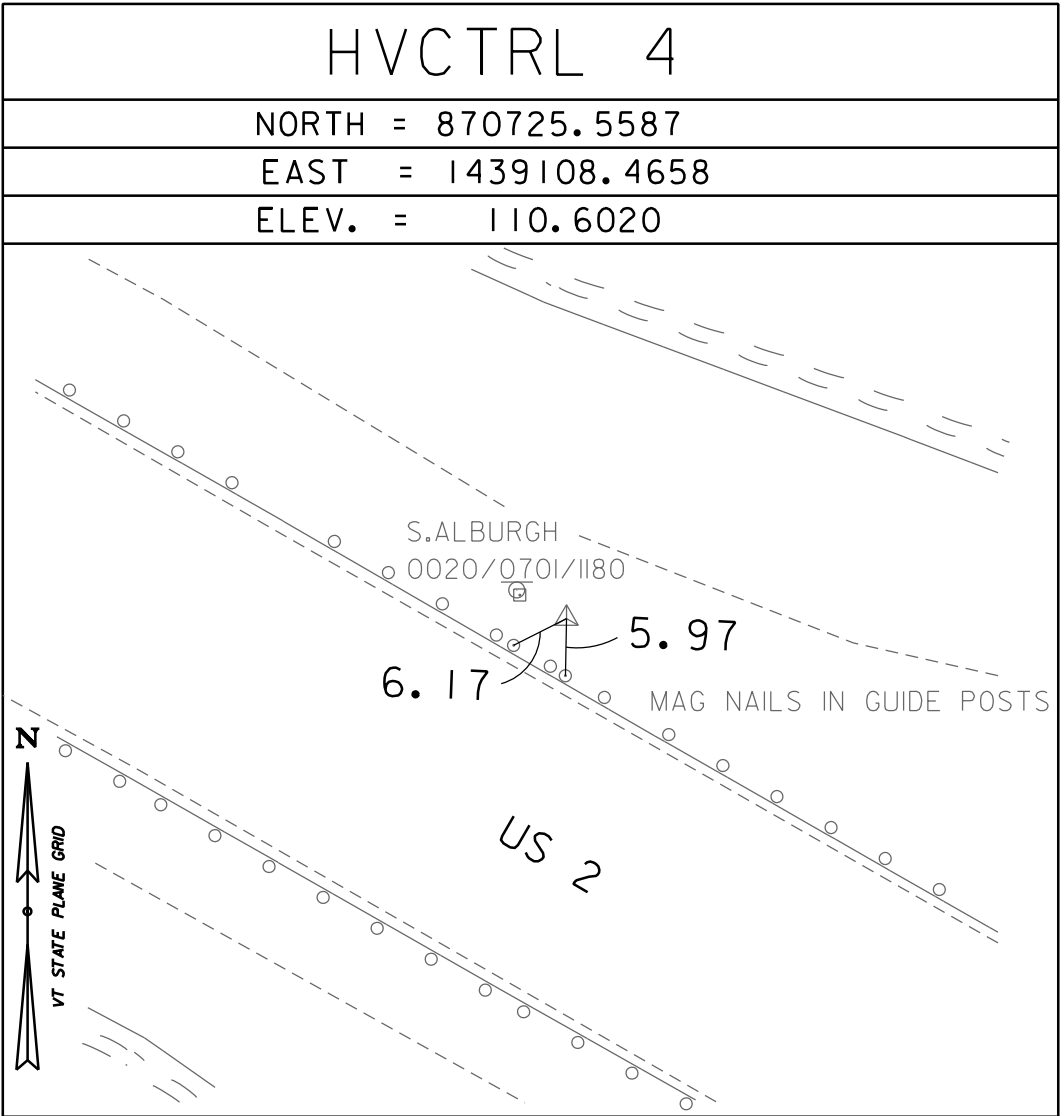 HVCTRL 4
NORTH = 870725.5587
EAST = 1439108.4658
ELEV. = 110.6020
S.ALBURGH
0020/0701/1180
5.97
6.17
MAG NAILS IN GUIDE POSTS
N
VT STATE PLANE GRID
US 2